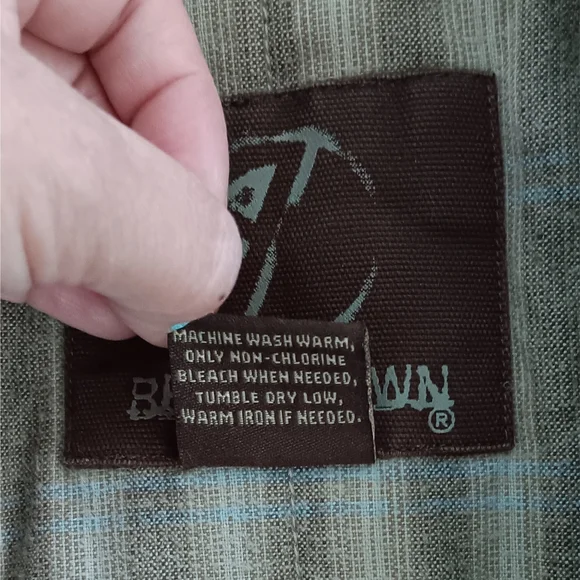 MACHINE WASH WARM,
ONLY NON-CHLORINE
BLEACH WHEN NEEDED,
TUMBLE DRY LOW,
WARM IRON IF NEEDED.
®